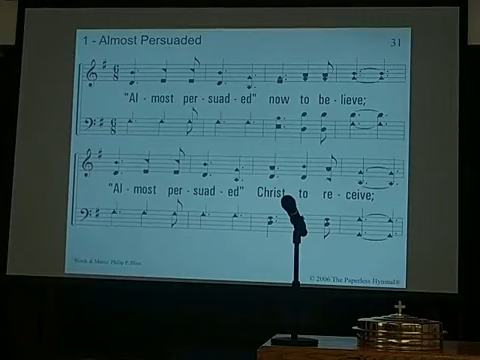 1 - Almost Persuaded
31
"Al - most per - suad - ed" now to be - lieve;
"Al - most per - suad - ed" Christ to re - ceive;
Words & Music: Philip P. Bliss
© 2006 The Paperless Hymnal®